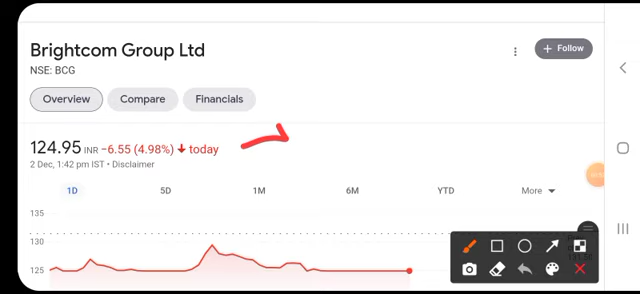 Brightcom Group Ltd
+ Follow
NSE: BCG
Overview
Compare
Financials
124.95 INR −6.55 (4.98%) ↓ today
2 Dec, 1:42 pm IST • Disclaimer
1D
5D
1M
6M
YTD
More
135
130
125